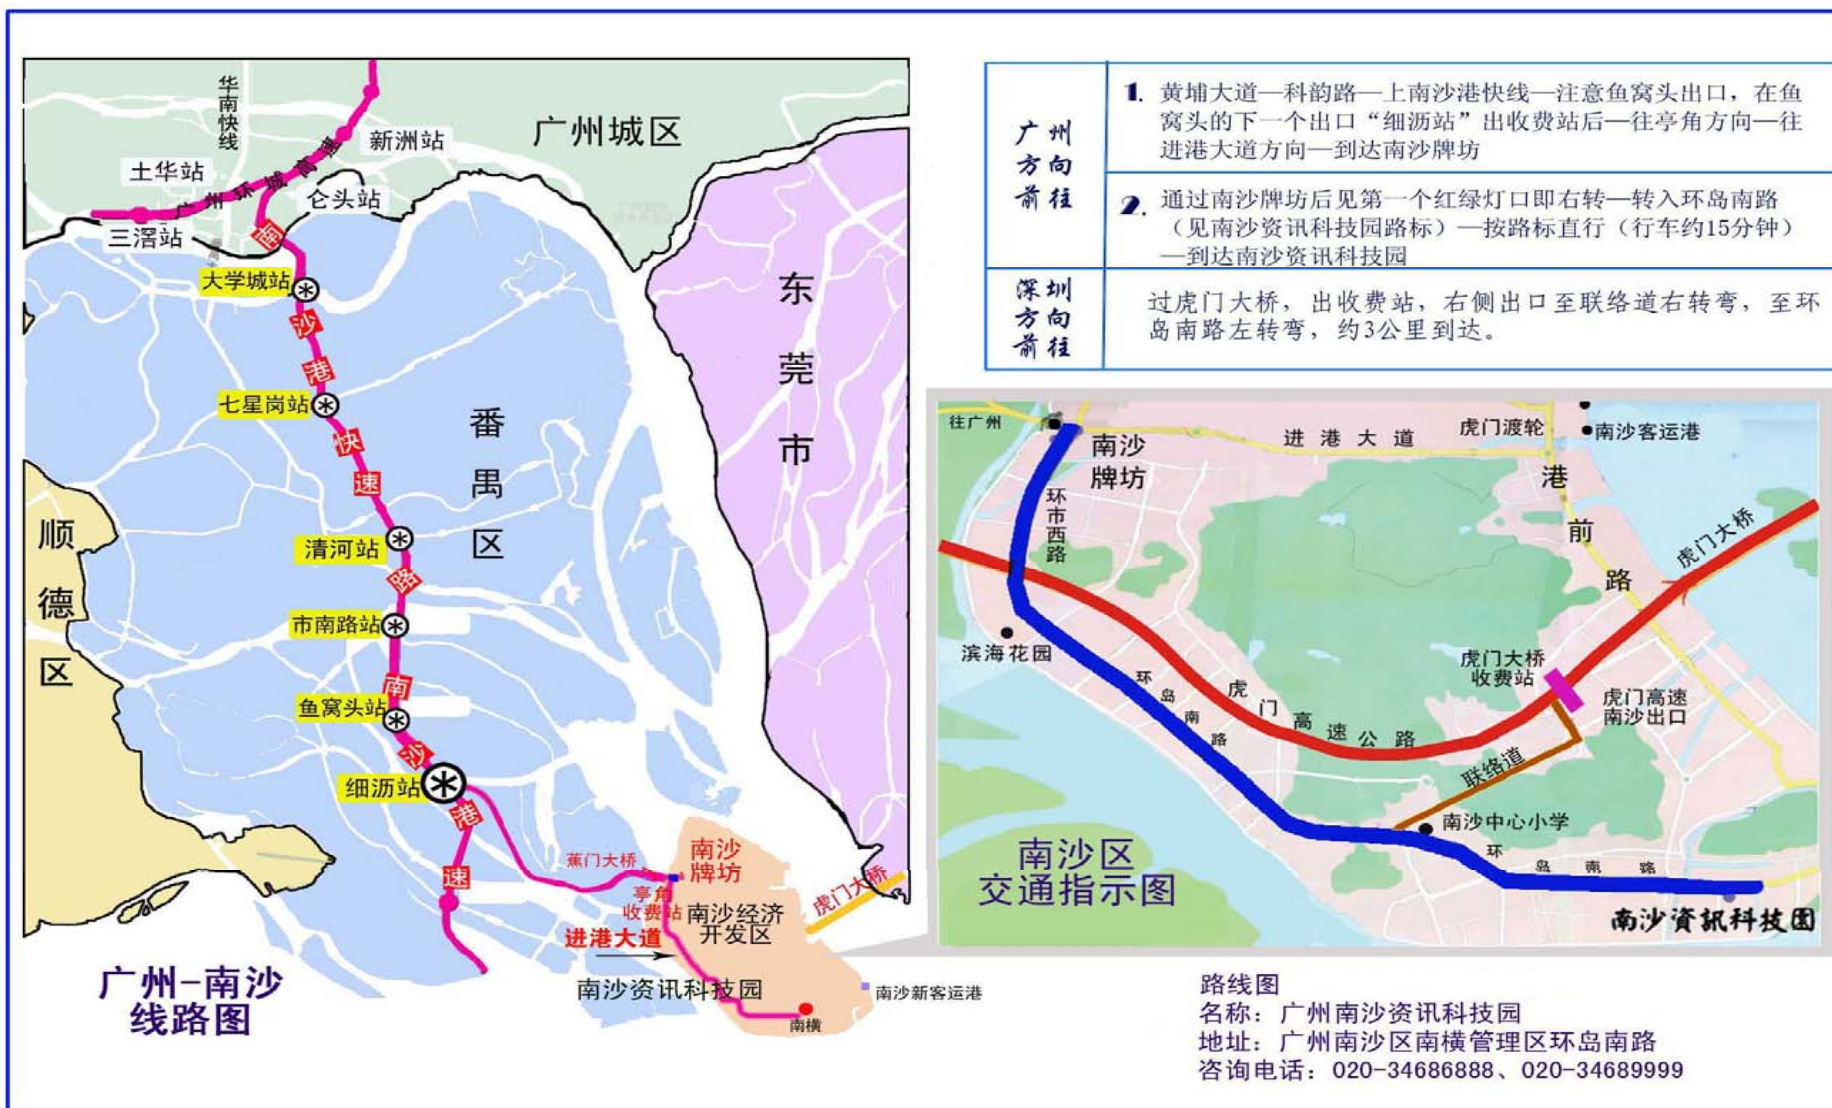 华南快线
新洲站
广州城区
土华站
广州环城高速
仑头站
三滘站
大学城站
南沙港快速路
七星岗站
番禺区
东莞市
清河站
顺德区
市南路站
鱼窝头站
南沙港速
细沥站
蕉门大桥
南沙
牌坊
亭角
收费站
虎门大桥
南沙经济
开发区
进港大道
南沙资讯科技园
南沙新客运港
南横
广州-南沙
线路图
广州
方向
前往
1. 黄埔大道—科韵路—上南沙港快线—注意鱼窝头出口，在鱼
窝头的下一个出口“细沥站”出收费站后—往亭角方向—往
进港大道方向—到达南沙牌坊
2. 通过南沙牌坊后见第一个红绿灯口即右转—转入环岛南路
（见南沙资讯科技园路标）—按路标直行（行车约15分钟）
—到达南沙资讯科技园
深圳
方向
前往
过虎门大桥，出收费站，右侧出口至联络道右转弯，至环
岛南路左转弯，约3公里到达。
往广州
南沙
牌坊
进港大道
虎门渡轮
南沙客运港
港前路
环市西路
虎门大桥
滨海花园
虎门大桥
收费站
虎门高速
南沙出口
环岛南路
虎门高速公路
联络道
南沙中心小学
环岛南路
南沙区
交通指示图
南沙資訊科技園
路线图
名称：广州南沙资讯科技园
地址：广州南沙区南横管理区环岛南路
咨询电话：020-34686888、020-34689999